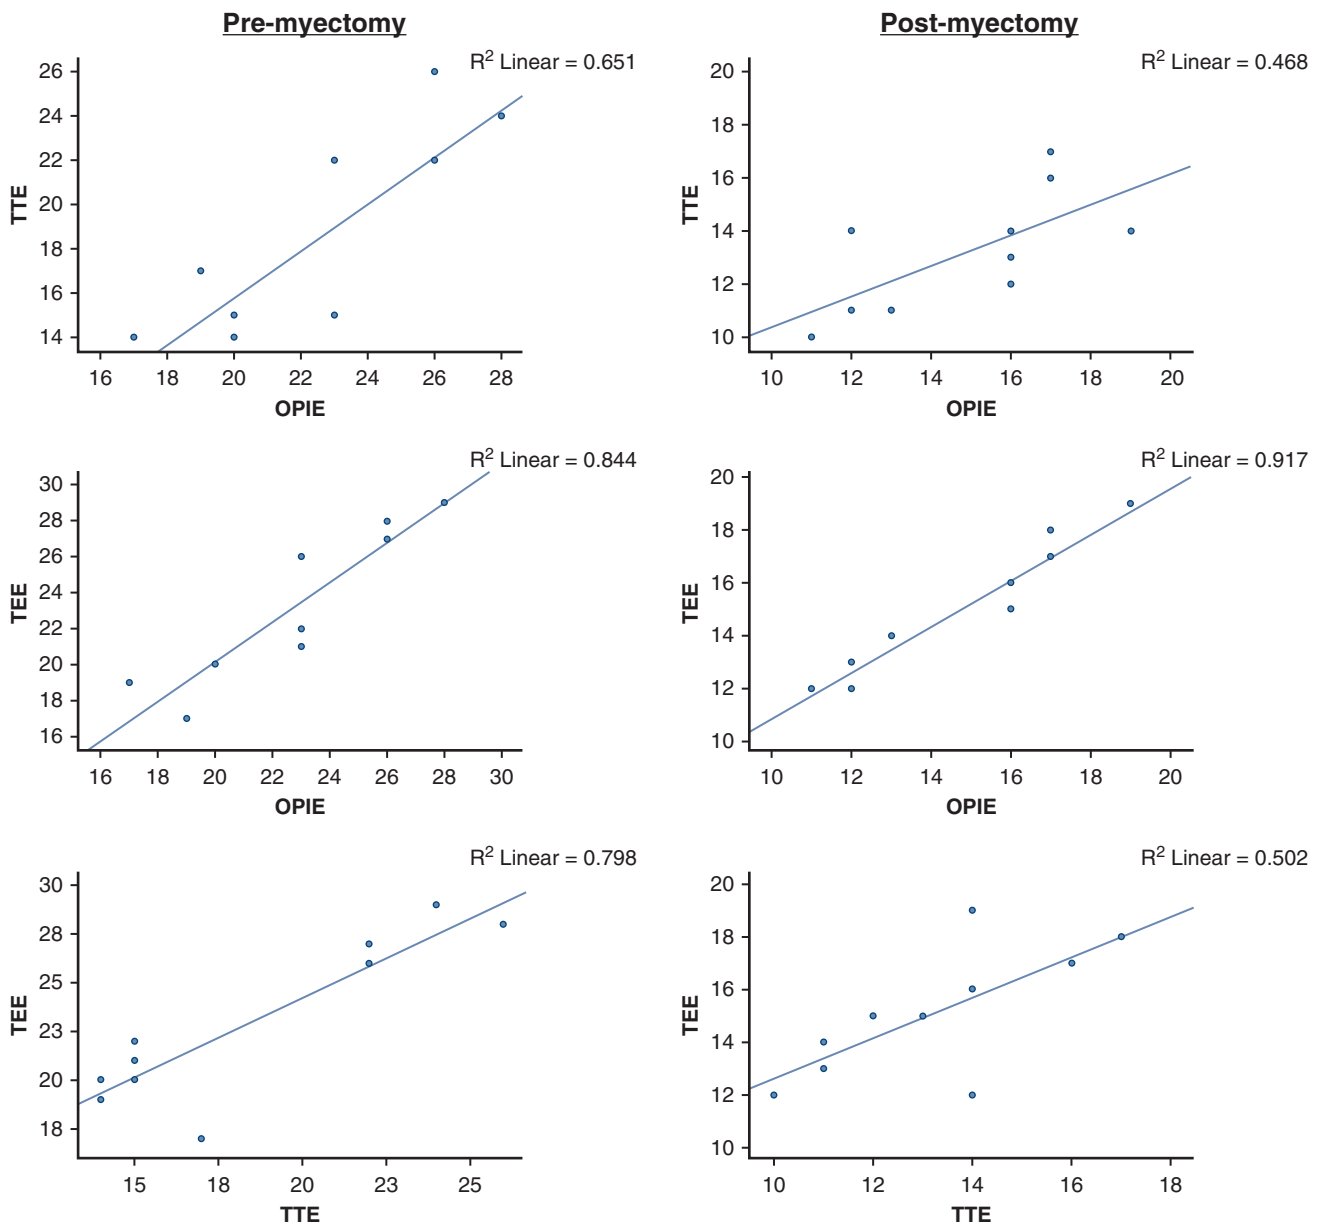 Pre-myectomy
Post-myectomy
R² Linear = 0.651
26
24
22
20
18
16
14
TTE
16 18 20 22 24 26 28
OPIE
R² Linear = 0.468
20
18
16
14
12
10
TTE
10 12 14 16 18 20
OPIE
R² Linear = 0.844
30
28
26
24
22
20
18
16
TEE
16 18 20 22 24 26 28 30
OPIE
R² Linear = 0.917
20
18
16
14
12
10
TEE
10 12 14 16 18 20
OPIE
R² Linear = 0.798
30
28
25
23
20
18
TEE
15 18 20 23 25
TTE
R² Linear = 0.502
20
18
16
14
12
10
TEE
10 12 14 16 18
TTE